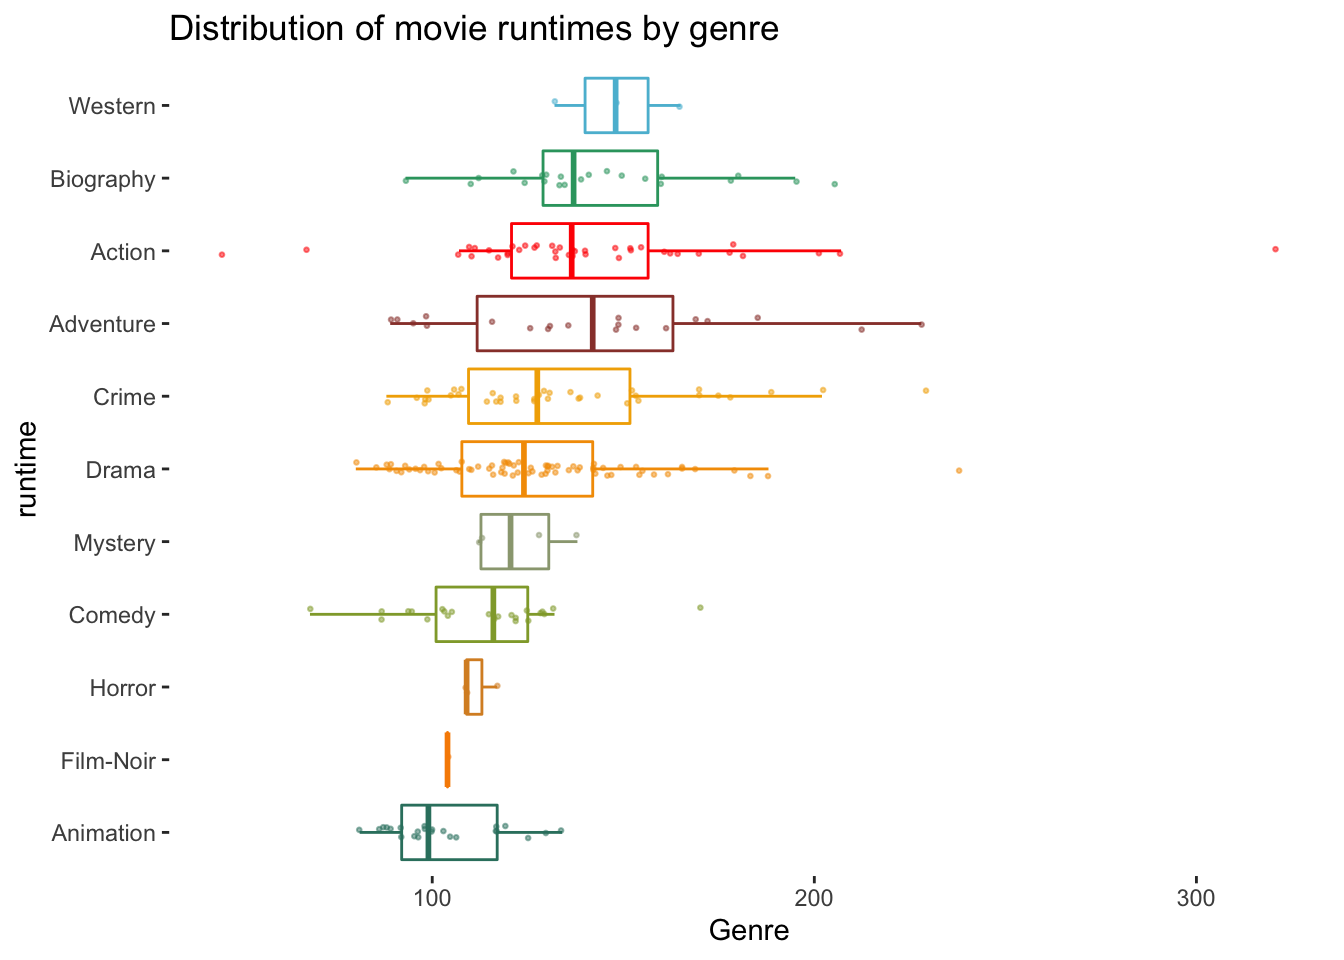 Distribution of movie runtimes by genre
Western
Biography
Action
Adventure
Crime
Drama
Mystery
Comedy
Horror
Film-Noir
Animation
runtime
100 200 300
Genre